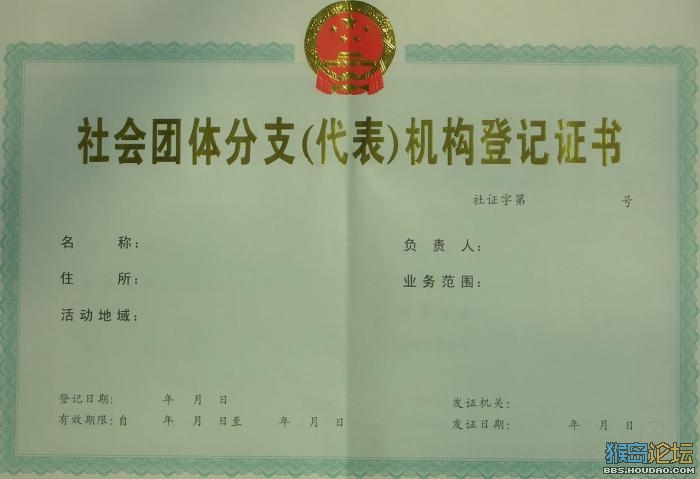 社会团体分支(代表)机构登记证书
社证字第 号
名 称:
负 责 人:
住 所:
业务范围:
活动地域:
登记日期: 年 月 日
发证机关:
有效期限:自 年 月 日至 年 月 日
发证日期: 年 月 日
猴岛论坛
BBS.HOUDAO.COM